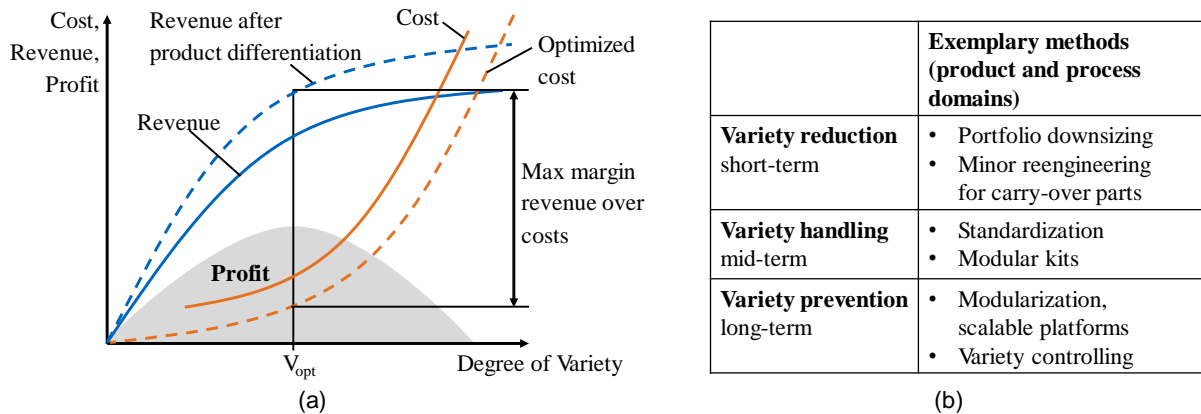 Cost,
Revenue,
Profit
Revenue after
product differentiation
Cost
Optimized
cost
Revenue
Max margin
revenue over
costs
Profit
Vopt
Degree of Variety
(a)
Exemplary methods
(product and process
domains)
Variety reduction
short-term
• Portfolio downsizing
• Minor reengineering
for carry-over parts
Variety handling
mid-term
• Standardization
• Modular kits
Variety prevention
long-term
• Modularization,
scalable platforms
• Variety controlling
(b)